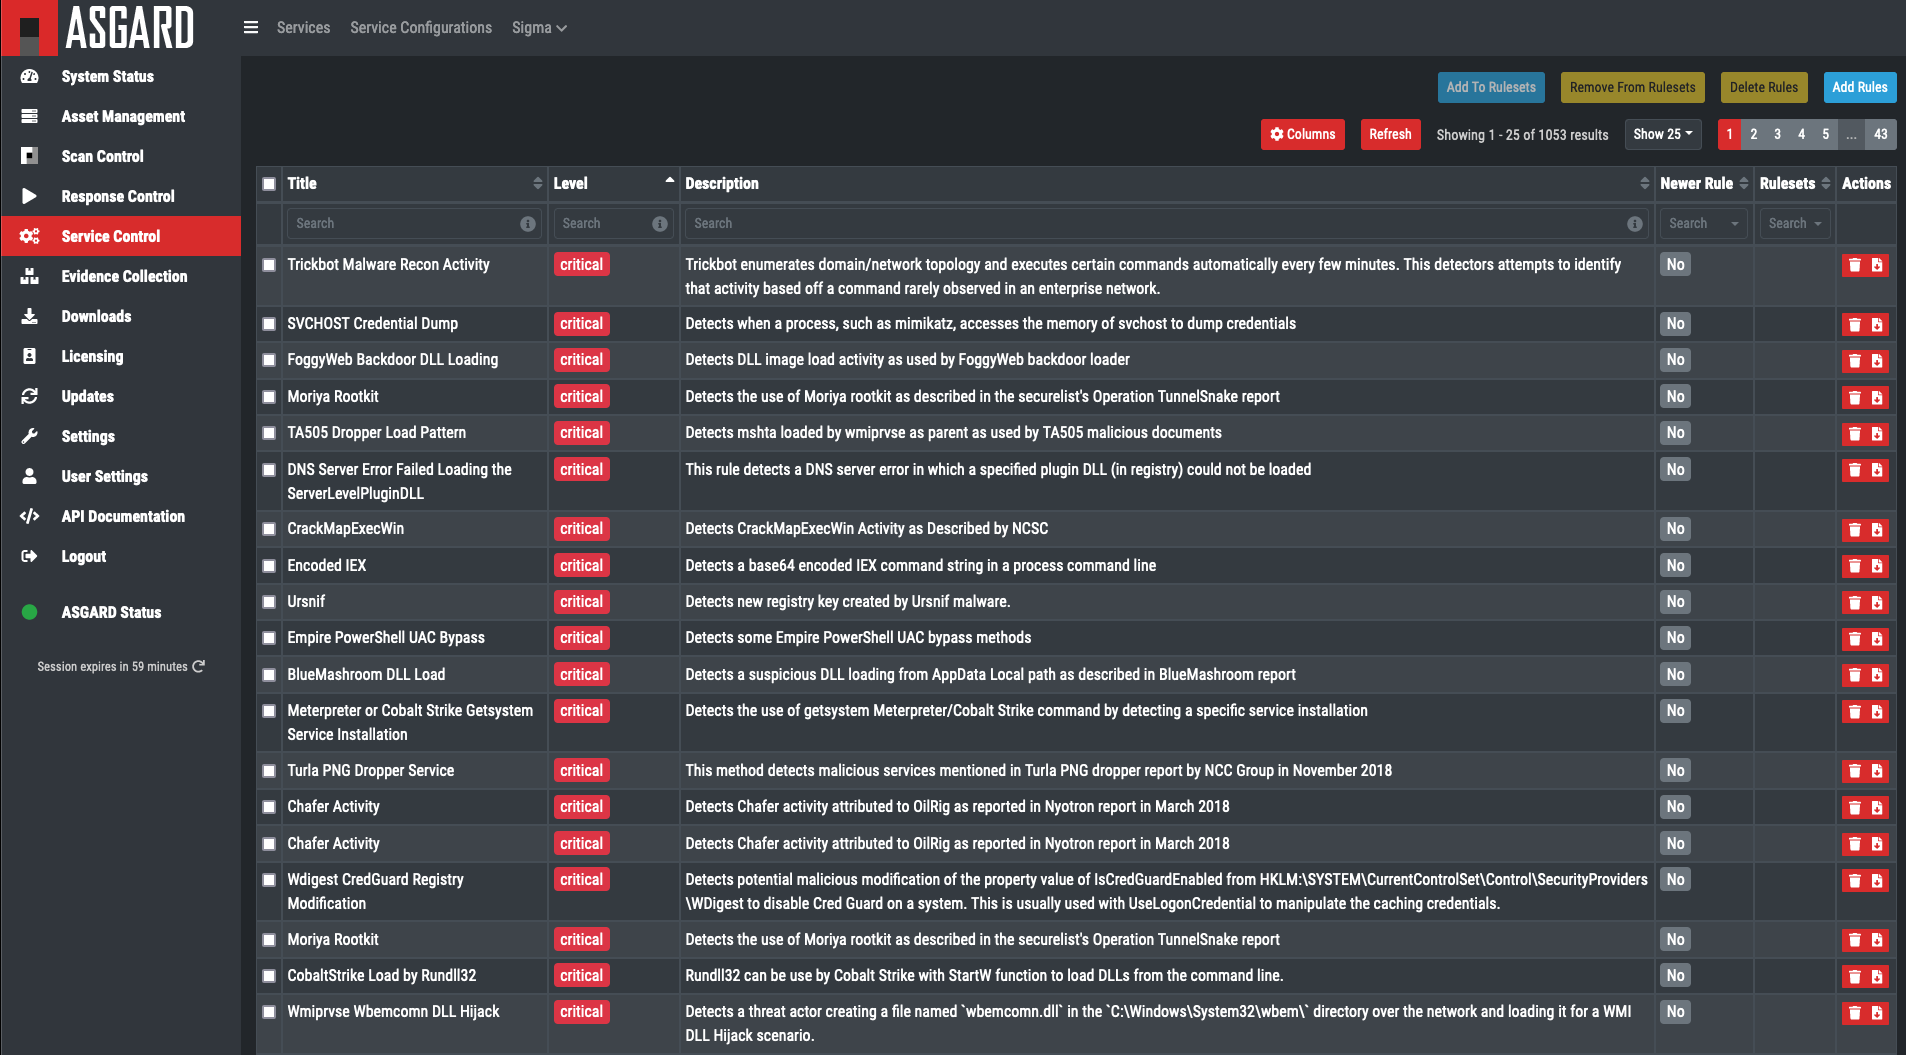 ASGARD
Services Service Configurations Sigma
System Status
Asset Management
Scan Control
Response Control
Service Control
Evidence Collection
Downloads
Licensing
Updates
Settings
User Settings
API Documentation
Logout
ASGARD Status
Session expires in 59 minutes
Add To Rulesets Remove From Rulesets Delete Rules Add Rules
Columns Refresh Showing 1 - 25 of 1053 results Show 25 1 2 3 4 5 ... 43
Title Level Description Newer Rule Rulesets Actions
Search Search Search Search Search
Trickbot Malware Recon Activity critical Trickbot enumerates domain/network topology and executes certain commands automatically every few minutes. This detectors attempts to identify No
that activity based off a command rarely observed in an enterprise network.
SVCHOST Credential Dump critical Detects when a process, such as mimikatz, accesses the memory of svchost to dump credentials No
FoggyWeb Backdoor DLL Loading critical Detects DLL image load activity as used by FoggyWeb backdoor loader No
Moriya Rootkit critical Detects the use of Moriya rootkit as described in the securelist's Operation TunnelSnake report No
TA505 Dropper Load Pattern critical Detects mshta loaded by wmiprvse as parent as used by TA505 malicious documents No
DNS Server Error Failed Loading the critical This rule detects a DNS server error in which a specified plugin DLL (in registry) could not be loaded No
ServerLevelPluginDLL
CrackMapExecWin critical Detects CrackMapExecWin Activity as Described by NCSC No
Encoded IEX critical Detects a base64 encoded IEX command string in a process command line No
Ursnif critical Detects new registry key created by Ursnif malware. No
Empire PowerShell UAC Bypass critical Detects some Empire PowerShell UAC bypass methods No
BlueMashroom DLL Load critical Detects a suspicious DLL loading from AppData Local path as described in BlueMashroom report No
Meterpreter or Cobalt Strike Getsystem critical Detects the use of getsystem Meterpreter/Cobalt Strike command by detecting a specific service installation No
Service Installation
Turla PNG Dropper Service critical This method detects malicious services mentioned in Turla PNG dropper report by NCC Group in November 2018 No
Chafer Activity critical Detects Chafer activity attributed to OilRig as reported in Nyotron report in March 2018 No
Chafer Activity critical Detects Chafer activity attributed to OilRig as reported in Nyotron report in March 2018 No
Wdigest CredGuard Registry critical Detects potential malicious modification of the property value of IsCredGuardEnabled from HKLM:\SYSTEM\CurrentControlSet\Control\SecurityProviders No
Modification \WDigest to disable Cred Guard on a system. This is usually used with UseLogonCredential to manipulate the caching credentials.
Moriya Rootkit critical Detects the use of Moriya rootkit as described in the securelist's Operation TunnelSnake report No
CobaltStrike Load by Rundll32 critical Rundll32 can be use by Cobalt Strike with StartW function to load DLLs from the command line. No
Wmiprvse Wbemcomn DLL Hijack critical Detects a threat actor creating a file named `wbemcomn.dll` in the `C:\Windows\System32\wbem\` directory over the network and loading it for a WMI No
DLL Hijack scenario.